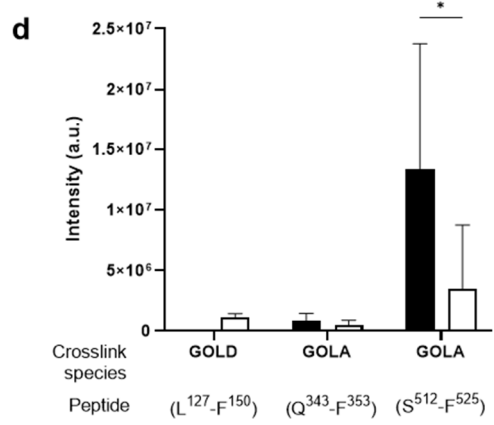 d
*
Intensity (a.u.)
2.5×10⁷
2×10⁷
1.5×10⁷
1×10⁷
5×10⁶
0
Crosslink species
GOLD GOLA GOLA
Peptide (L¹²⁷-F¹⁵⁰) (Q³⁴³-F³⁵³) (S⁵¹²-F⁵²⁵)